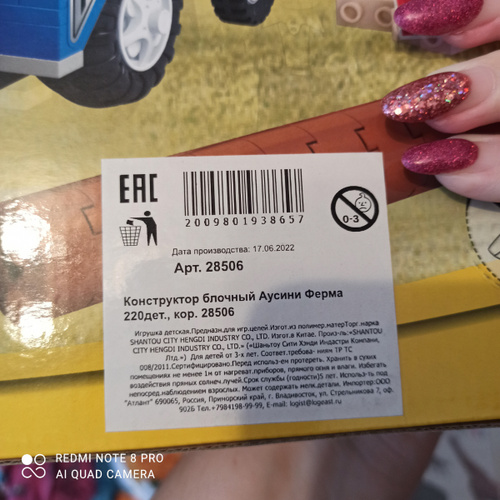 EAC
2009801938657
0-3
Дата производства: 17.06.2022
Арт. 28506
Конструктор блочный Аусини Ферма
220дет., кор. 28506
Игрушка детская.Предназн.для игр.целей.Изгот.из полимер.матерТорг.марка
SHANTOU CITY HENGDI INDUSTRY CO., LTD. Изгот.в Китае. Произ-ль:«SHANTOU
CITY HENGDI INDUSTRY CO., LTD.» («Шаньтоу Сити Хэнди Индастри Компани,
Лтд.») Для детей от 3-х лет. Соответ.требова- ниям ТР ТС
008/2011.Сертифицировано.Перед использ-ем протереть. Хранить в сухих
помещениях не менее 1м от нагреват.приборов, прямого огня и влаги. Избегать
воздействия прямых солнеч.лучей.Срок службы (годности)5 лет. Использ-ть под
непосред.наблюдением взрослых. Может содержать мелк.детали. Импортер:ООО
"Атлант" 690065, Россия, Приморский край, г. Владивосток, ул. Стрельникова 7, оф.
9026 Тел.+7984198-99-99, E-mail: logist@logeast.ru
REDMI NOTE 8 PRO
AI QUAD CAMERA